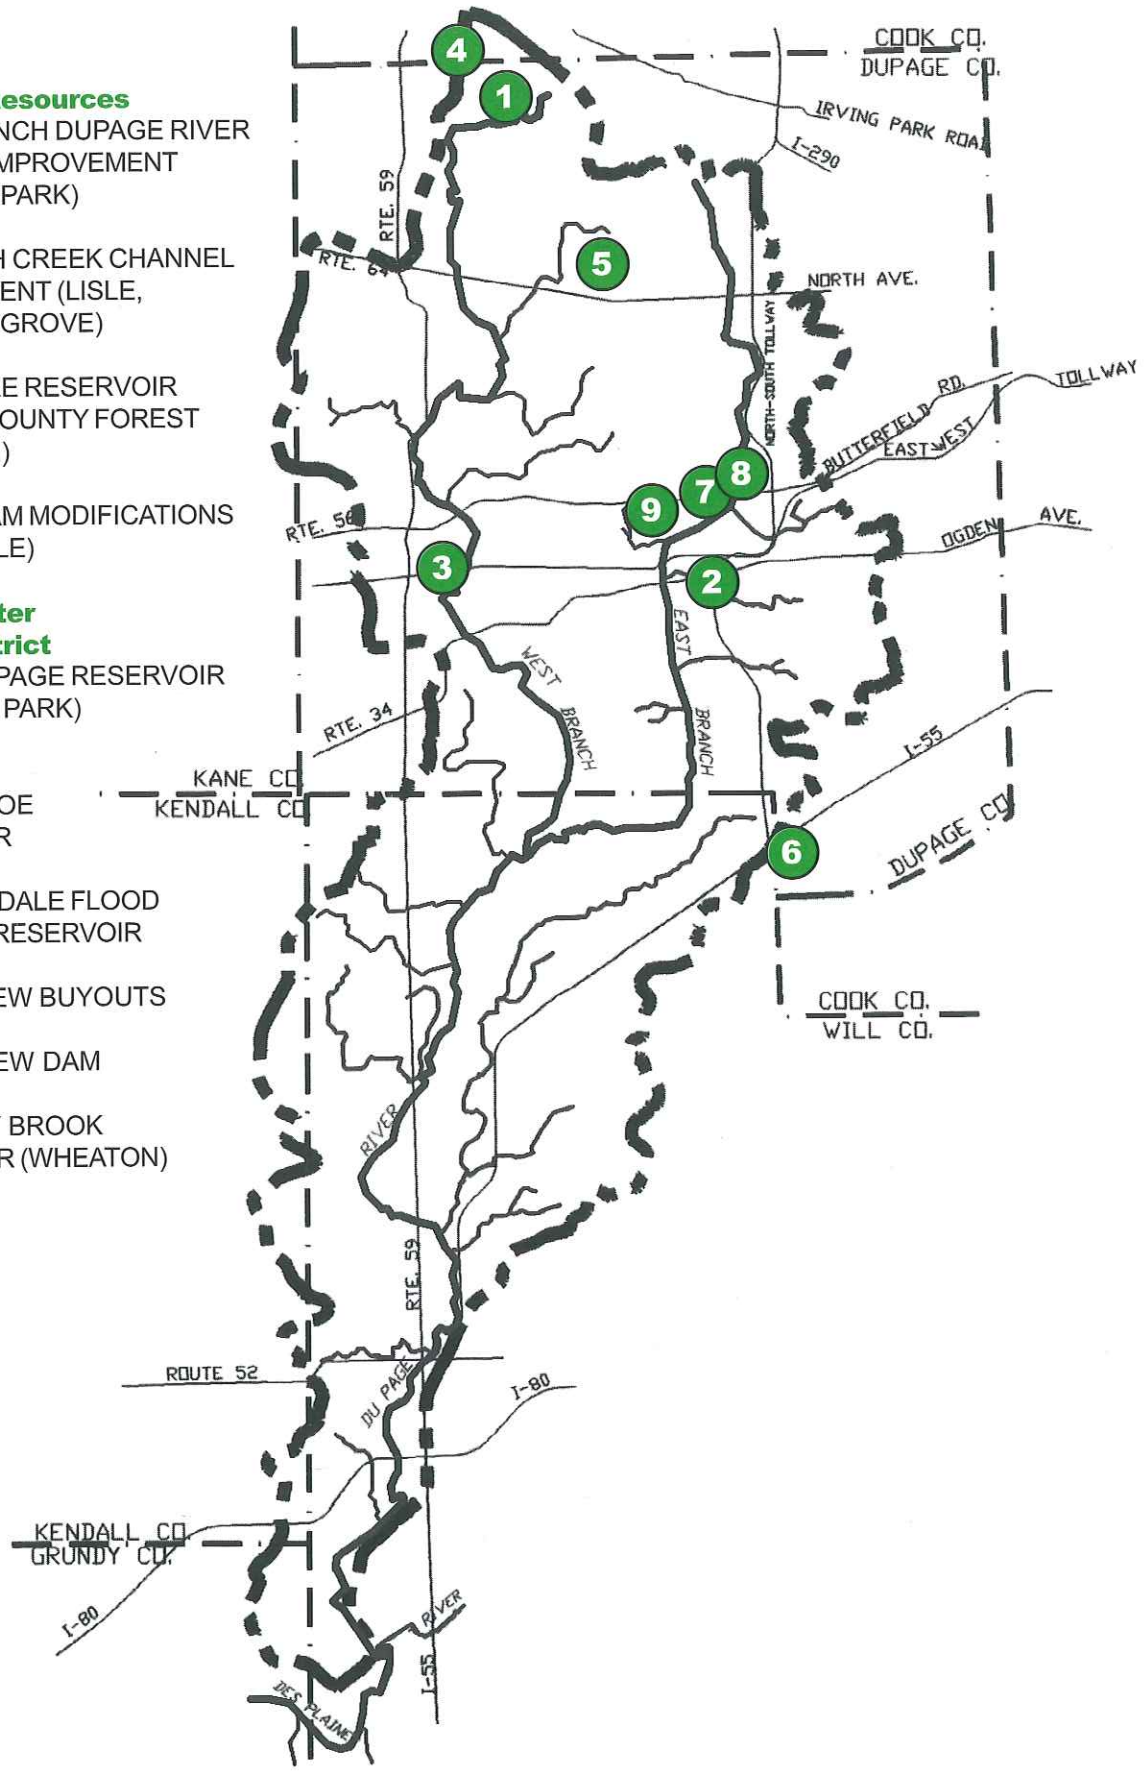 esources
NCH DUPAGE RIVER
MPROVEMENT
PARK)
H CREEK CHANNEL
ENT (LISLE,
GROVE)
E RESERVOIR
OUNTY FOREST
)
AM MODIFICATIONS
LE)
ter
trict
PAGE RESERVOIR
PARK)
OE
R
DALE FLOOD
RESERVOIR
EW BUYOUTS
EW DAM
Y BROOK
R (WHEATON)
COOK CO.
DUPAGE CO.
4
1
IRVING PARK ROAD
I-290
RTE. 59
RTE. 64
5
NORTH AVE.
NORTH-SOUTH TOLLWAY
BUTTERFIELD RD.
EAST-WEST TOLLWAY
8
7
9
RTE. 56
OGDEN AVE.
3
2
EAST BRANCH
WEST BRANCH
RTE. 34
I-55
KANE CO.
KENDALL CO
6
DUPAGE CO.
COOK CO.
WILL CO.
RIVER
RTE. 59
ROUTE 52
DU PAGE
I-80
KENDALL CO.
GRUNDY CO.
I-80
RIVER
I-55
DES PLAINE